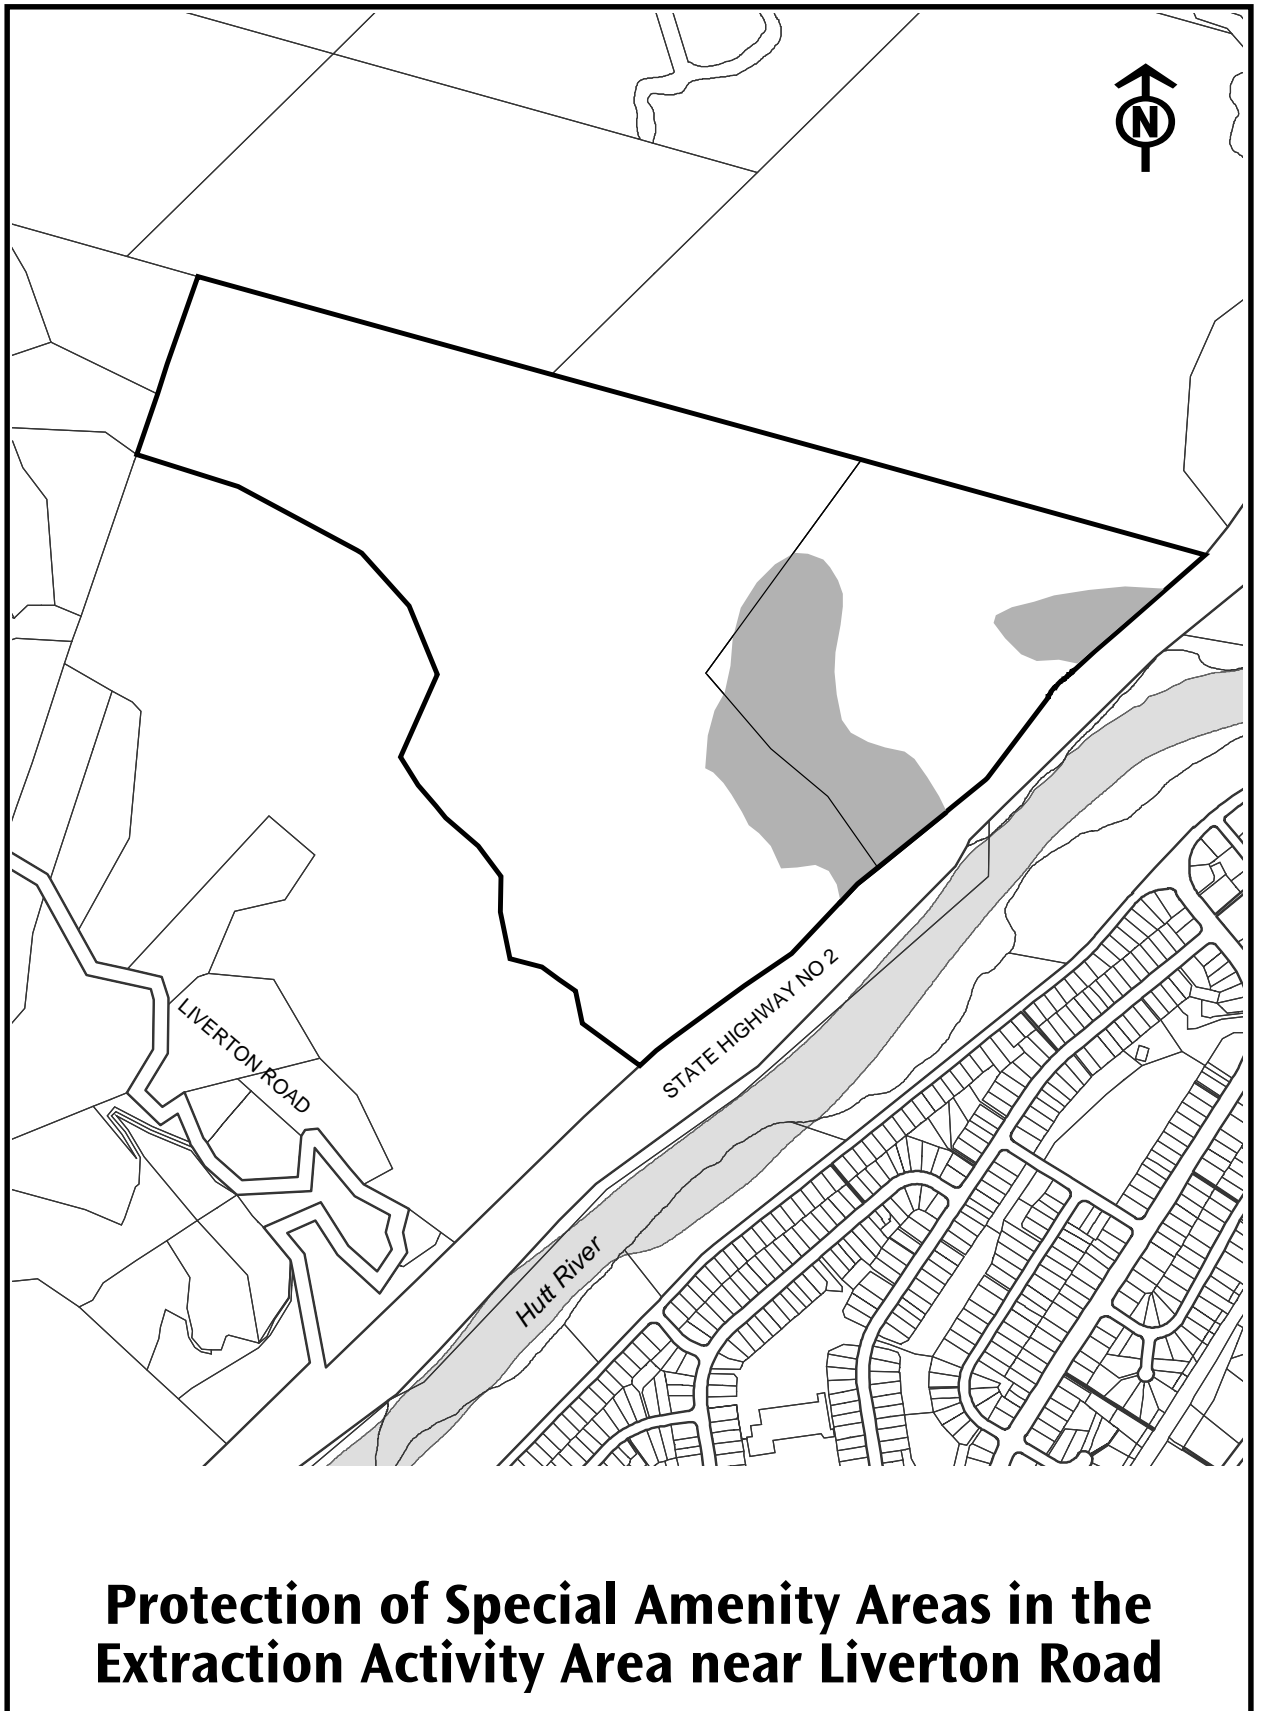 N
LIVERTON ROAD
STATE HIGHWAY NO 2
Hutt River
Protection of Special Amenity Areas in the
Extraction Activity Area near Liverton Road